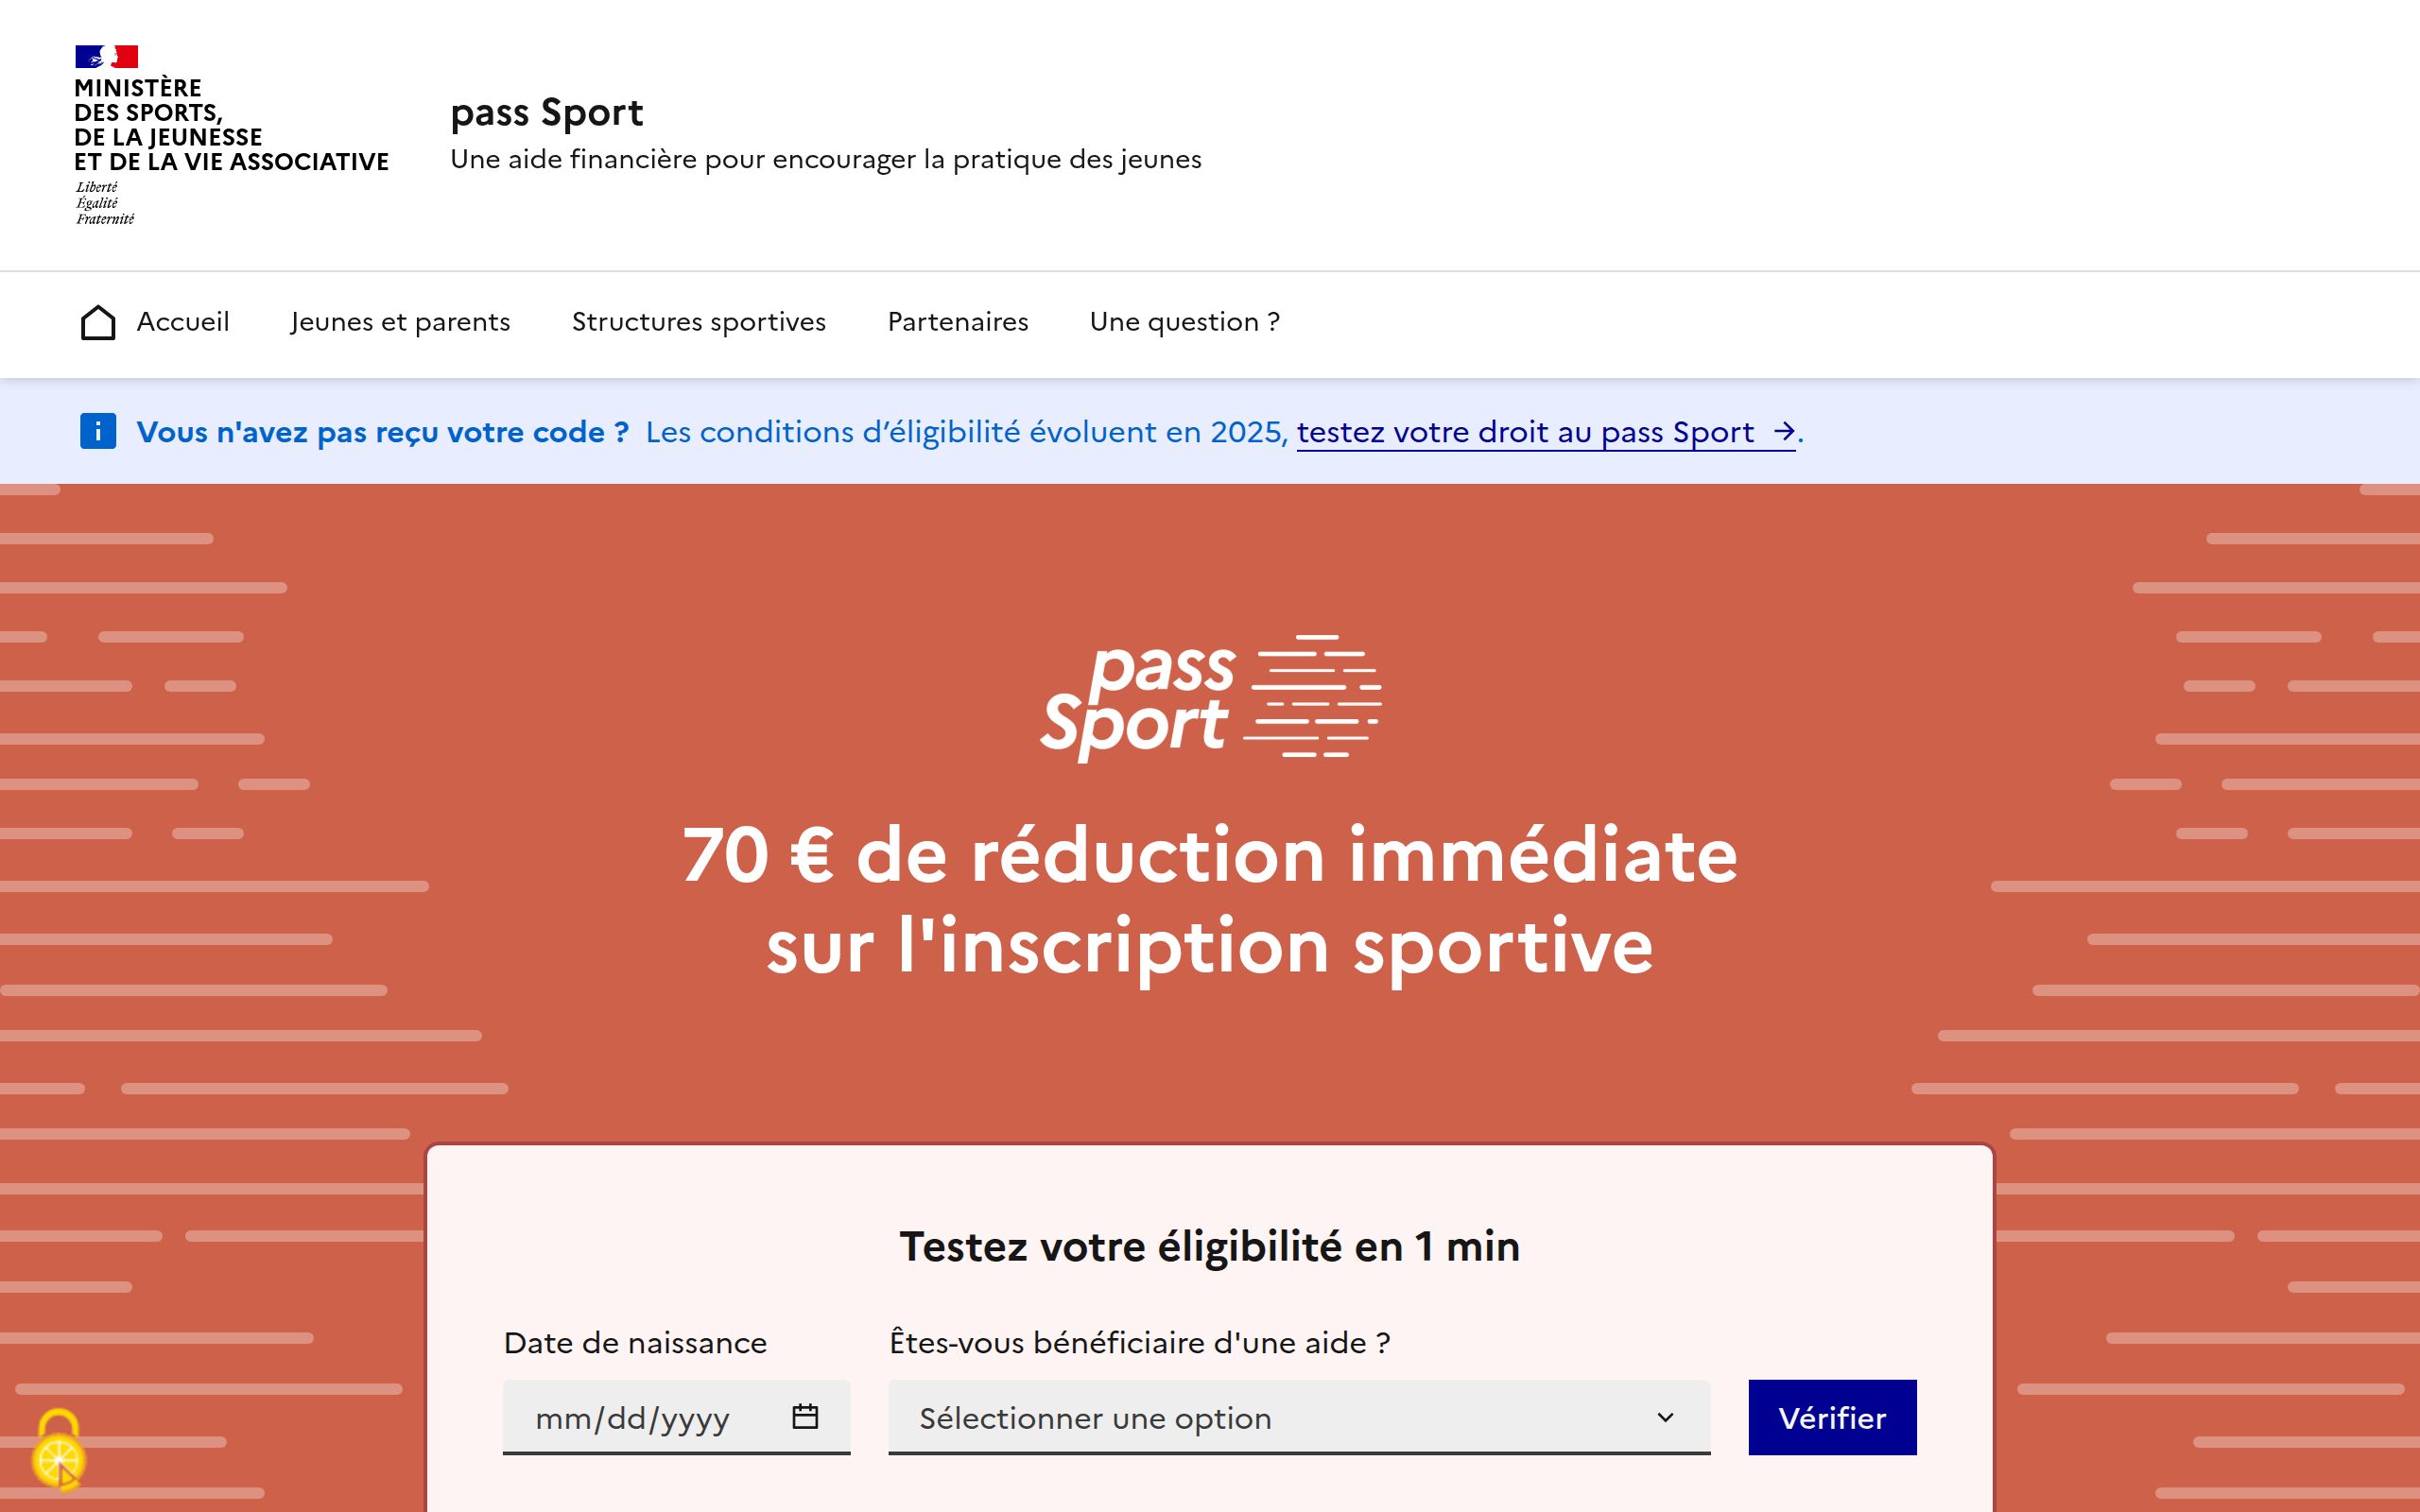 MINISTÈRE
DES SPORTS,
DE LA JEUNESSE
ET DE LA VIE ASSOCIATIVE
Liberté
Égalité
Fraternité
pass Sport
Une aide financière pour encourager la pratique des jeunes
Accueil Jeunes et parents Structures sportives Partenaires Une question ?
i Vous n'avez pas reçu votre code ? Les conditions d’éligibilité évoluent en 2025, testez votre droit au pass Sport →.
pass
Sport
70 € de réduction immédiate
sur l'inscription sportive
Testez votre éligibilité en 1 min
Date de naissance Êtes-vous bénéficiaire d'une aide ?
mm/dd/yyyy Sélectionner une option Vérifier